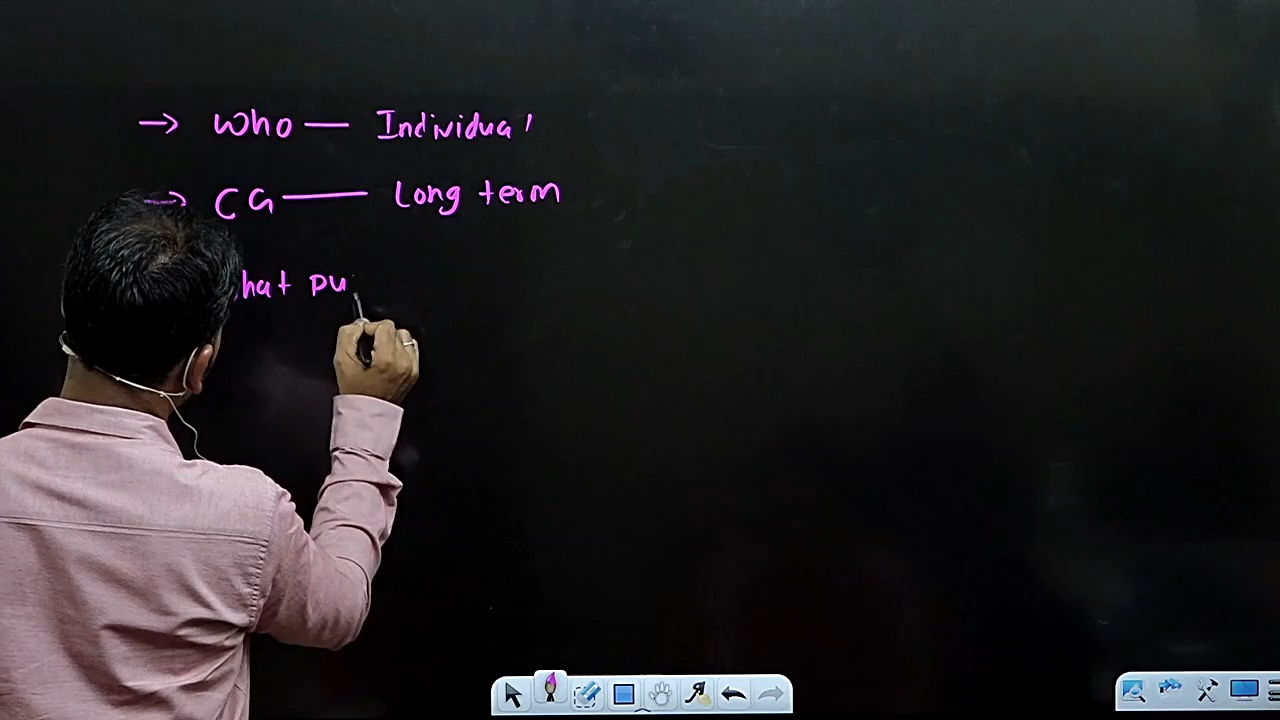 → Who — Individual
→ CG — Long term
hat pu